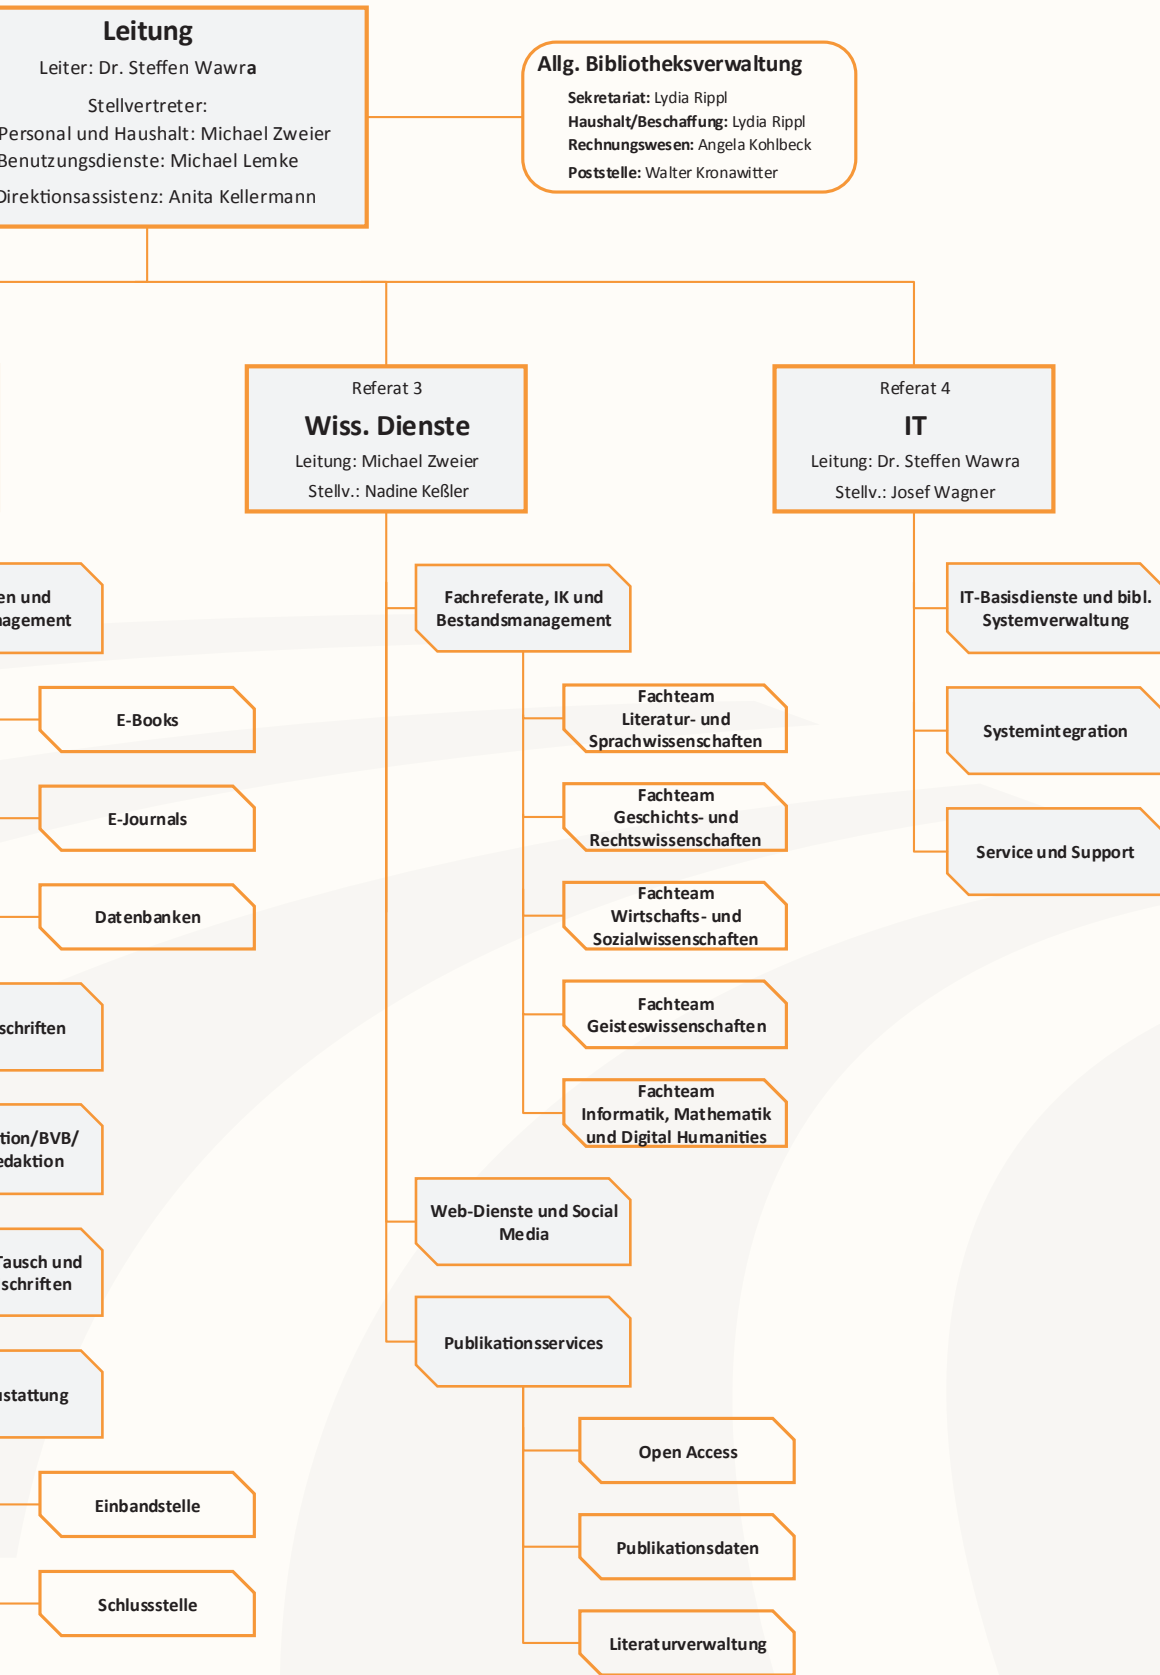 Leitung
Leiter: Dr. Steffen Wawra
Stellvertreter:
Personal und Haushalt: Michael Zweier
Benutzungsdienste: Michael Lemke
Direktionsassistenz: Anita Kellermann
Allg. Bibliotheksverwaltung
Sekretariat: Lydia Rippl
Haushalt/Beschaffung: Lydia Rippl
Rechnungswesen: Angela Kohlbeck
Poststelle: Walter Kronawitter
Referat 3
Wiss. Dienste
Leitung: Michael Zweier
Stellv.: Nadine Keßler
Referat 4
IT
Leitung: Dr. Steffen Wawra
Stellv.: Josef Wagner
en und
agement
E-Books
E-Journals
Datenbanken
schriften
tion/BVB/
edaktion
Tausch und
schriften
stattung
Einbandstelle
Schlussstelle
Fachreferate, IK und
Bestandsmanagement
Fachteam
Literatur- und
Sprachwissenschaften
Fachteam
Geschichts- und
Rechtswissenschaften
Fachteam
Wirtschafts- und
Sozialwissenschaften
Fachteam
Geisteswissenschaften
Fachteam
Informatik, Mathematik
und Digital Humanities
Web-Dienste und Social
Media
Publikationsservices
Open Access
Publikationsdaten
Literaturverwaltung
IT-Basisdienste und bibl.
Systemverwaltung
Systemintegration
Service und Support